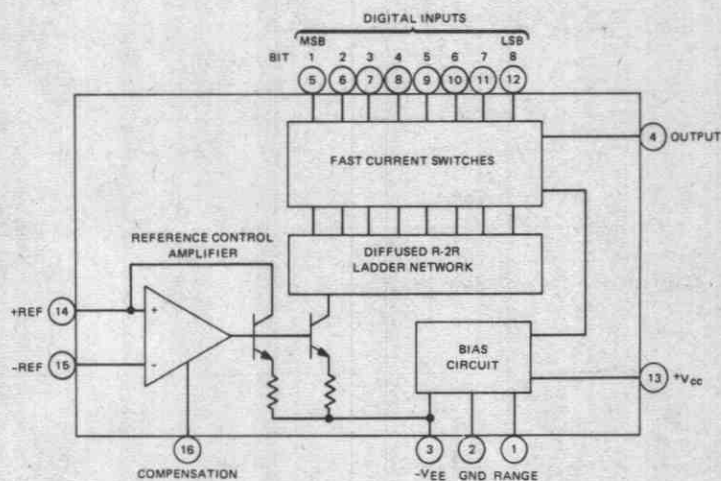 DIGITAL INPUTS
MSB LSB
BIT 1 2 3 4 5 6 7 8
5 6 7 8 9 10 11 12
FAST CURRENT SWITCHES
4 OUTPUT
REFERENCE CONTROL
AMPLIFIER
DIFFUSED R-2R
LADDER NETWORK
+REF 14 +
-REF 15 -
BIAS
CIRCUIT
13 +VCC
16
COMPENSATION
3 2 1
-VEE GND RANGE